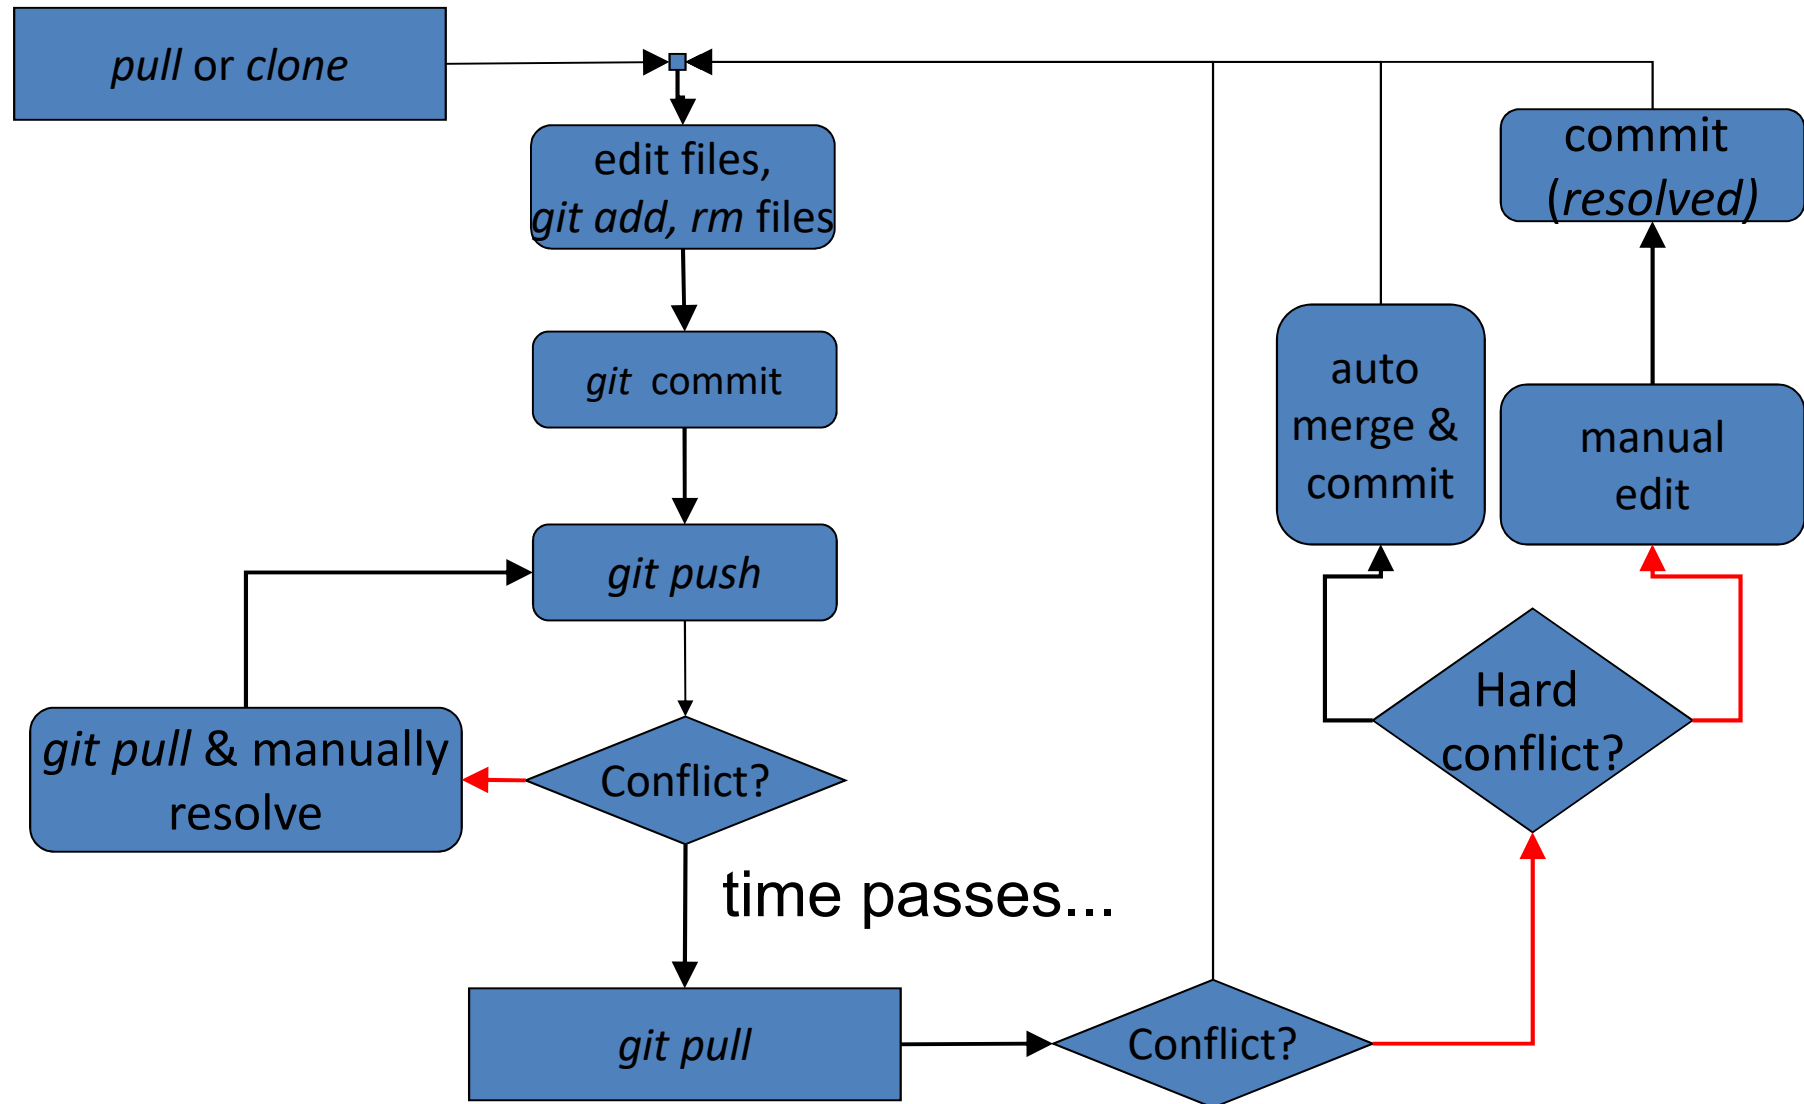 pull or clone
edit files,
git add, rm files
git commit
git push
git pull & manually
resolve
Conflict?
time passes...
git pull
Conflict?
Hard
conflict?
auto
merge &
commit
manual
edit
commit
(resolved)